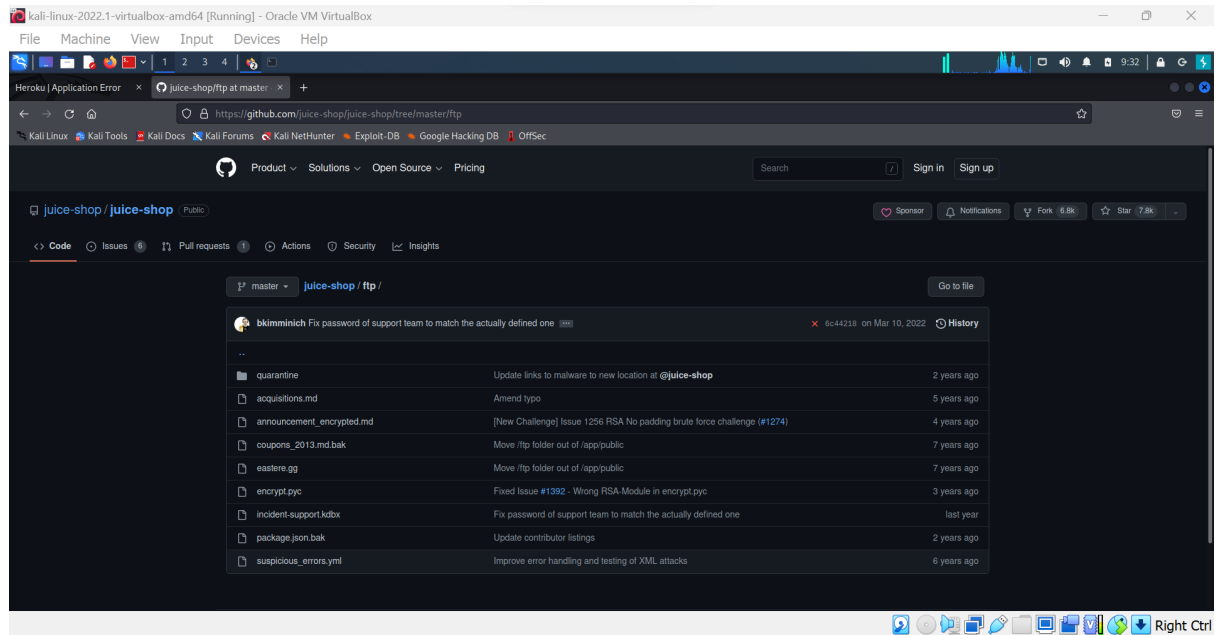 kali-linux-2022.1-virtualbox-amd64 [Running] - Oracle VM VirtualBox
File Machine View Input Devices Help
1 2 3 4 9:32
Heroku | Application Error juice-shop/ftp at master
https://github.com/juice-shop/juice-shop/tree/master/ftp
Kali Linux Kali Tools Kali Docs Kali Forums Kali NetHunter Exploit-DB Google Hacking DB OffSec
Product Solutions Open Source Pricing Search / Sign in Sign up
juice-shop / juice-shop Public Sponsor Notifications Fork 6.8k Star 7.8k
<> Code Issues 6 Pull requests 1 Actions Security Insights
master juice-shop / ftp / Go to file
bkimminich Fix password of support team to match the actually defined one 6c44218 on Mar 10, 2022 History
..
quarantine Update links to malware to new location at @juice-shop 2 years ago
acquisitions.md Amend typo 5 years ago
announcement_encrypted.md [New Challenge] Issue 1256 RSA No padding brute force challenge (#1274) 4 years ago
coupons_2013.md.bak Move /ftp folder out of /app/public 7 years ago
eastere.gg Move /ftp folder out of /app/public 7 years ago
encrypt.pyc Fixed Issue #1392 - Wrong RSA-Module in encrypt.pyc 3 years ago
incident-support.kdbx Fix password of support team to match the actually defined one last year
package.json.bak Update contributor listings 2 years ago
suspicious_errors.yml Improve error handling and testing of XML attacks 6 years ago
Right Ctrl